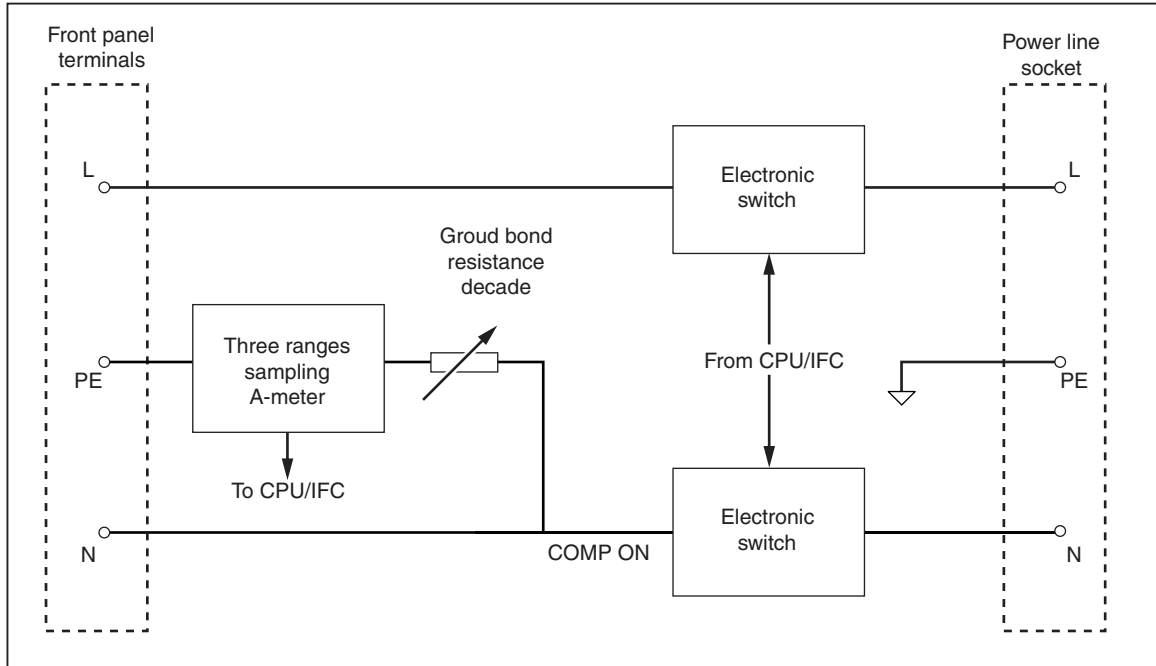 Front panel
terminals
Power line
socket
L
Electronic
switch
L
Groud bond
resistance
decade
Three ranges
sampling
A-meter
From CPU/IFC
PE
PE
To CPU/IFC
Electronic
switch
N
COMP ON
N